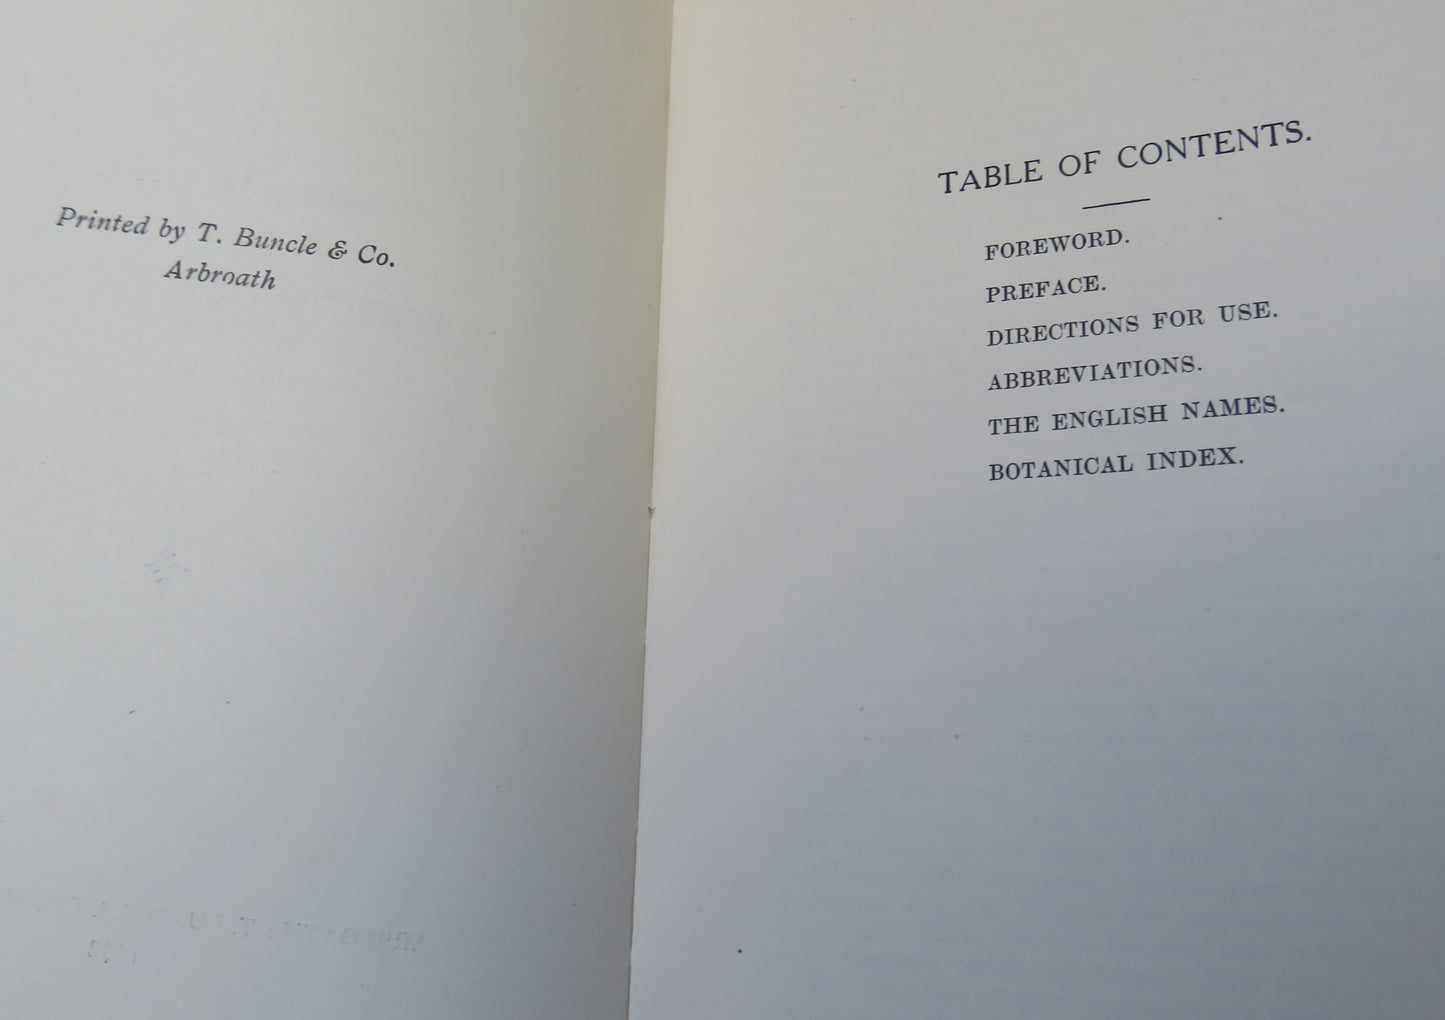 Printed by T. Buncle & Co.
Arbroath
TABLE OF CONTENTS.
FOREWORD.
PREFACE.
DIRECTIONS FOR USE.
ABBREVIATIONS.
THE ENGLISH NAMES.
BOTANICAL INDEX.